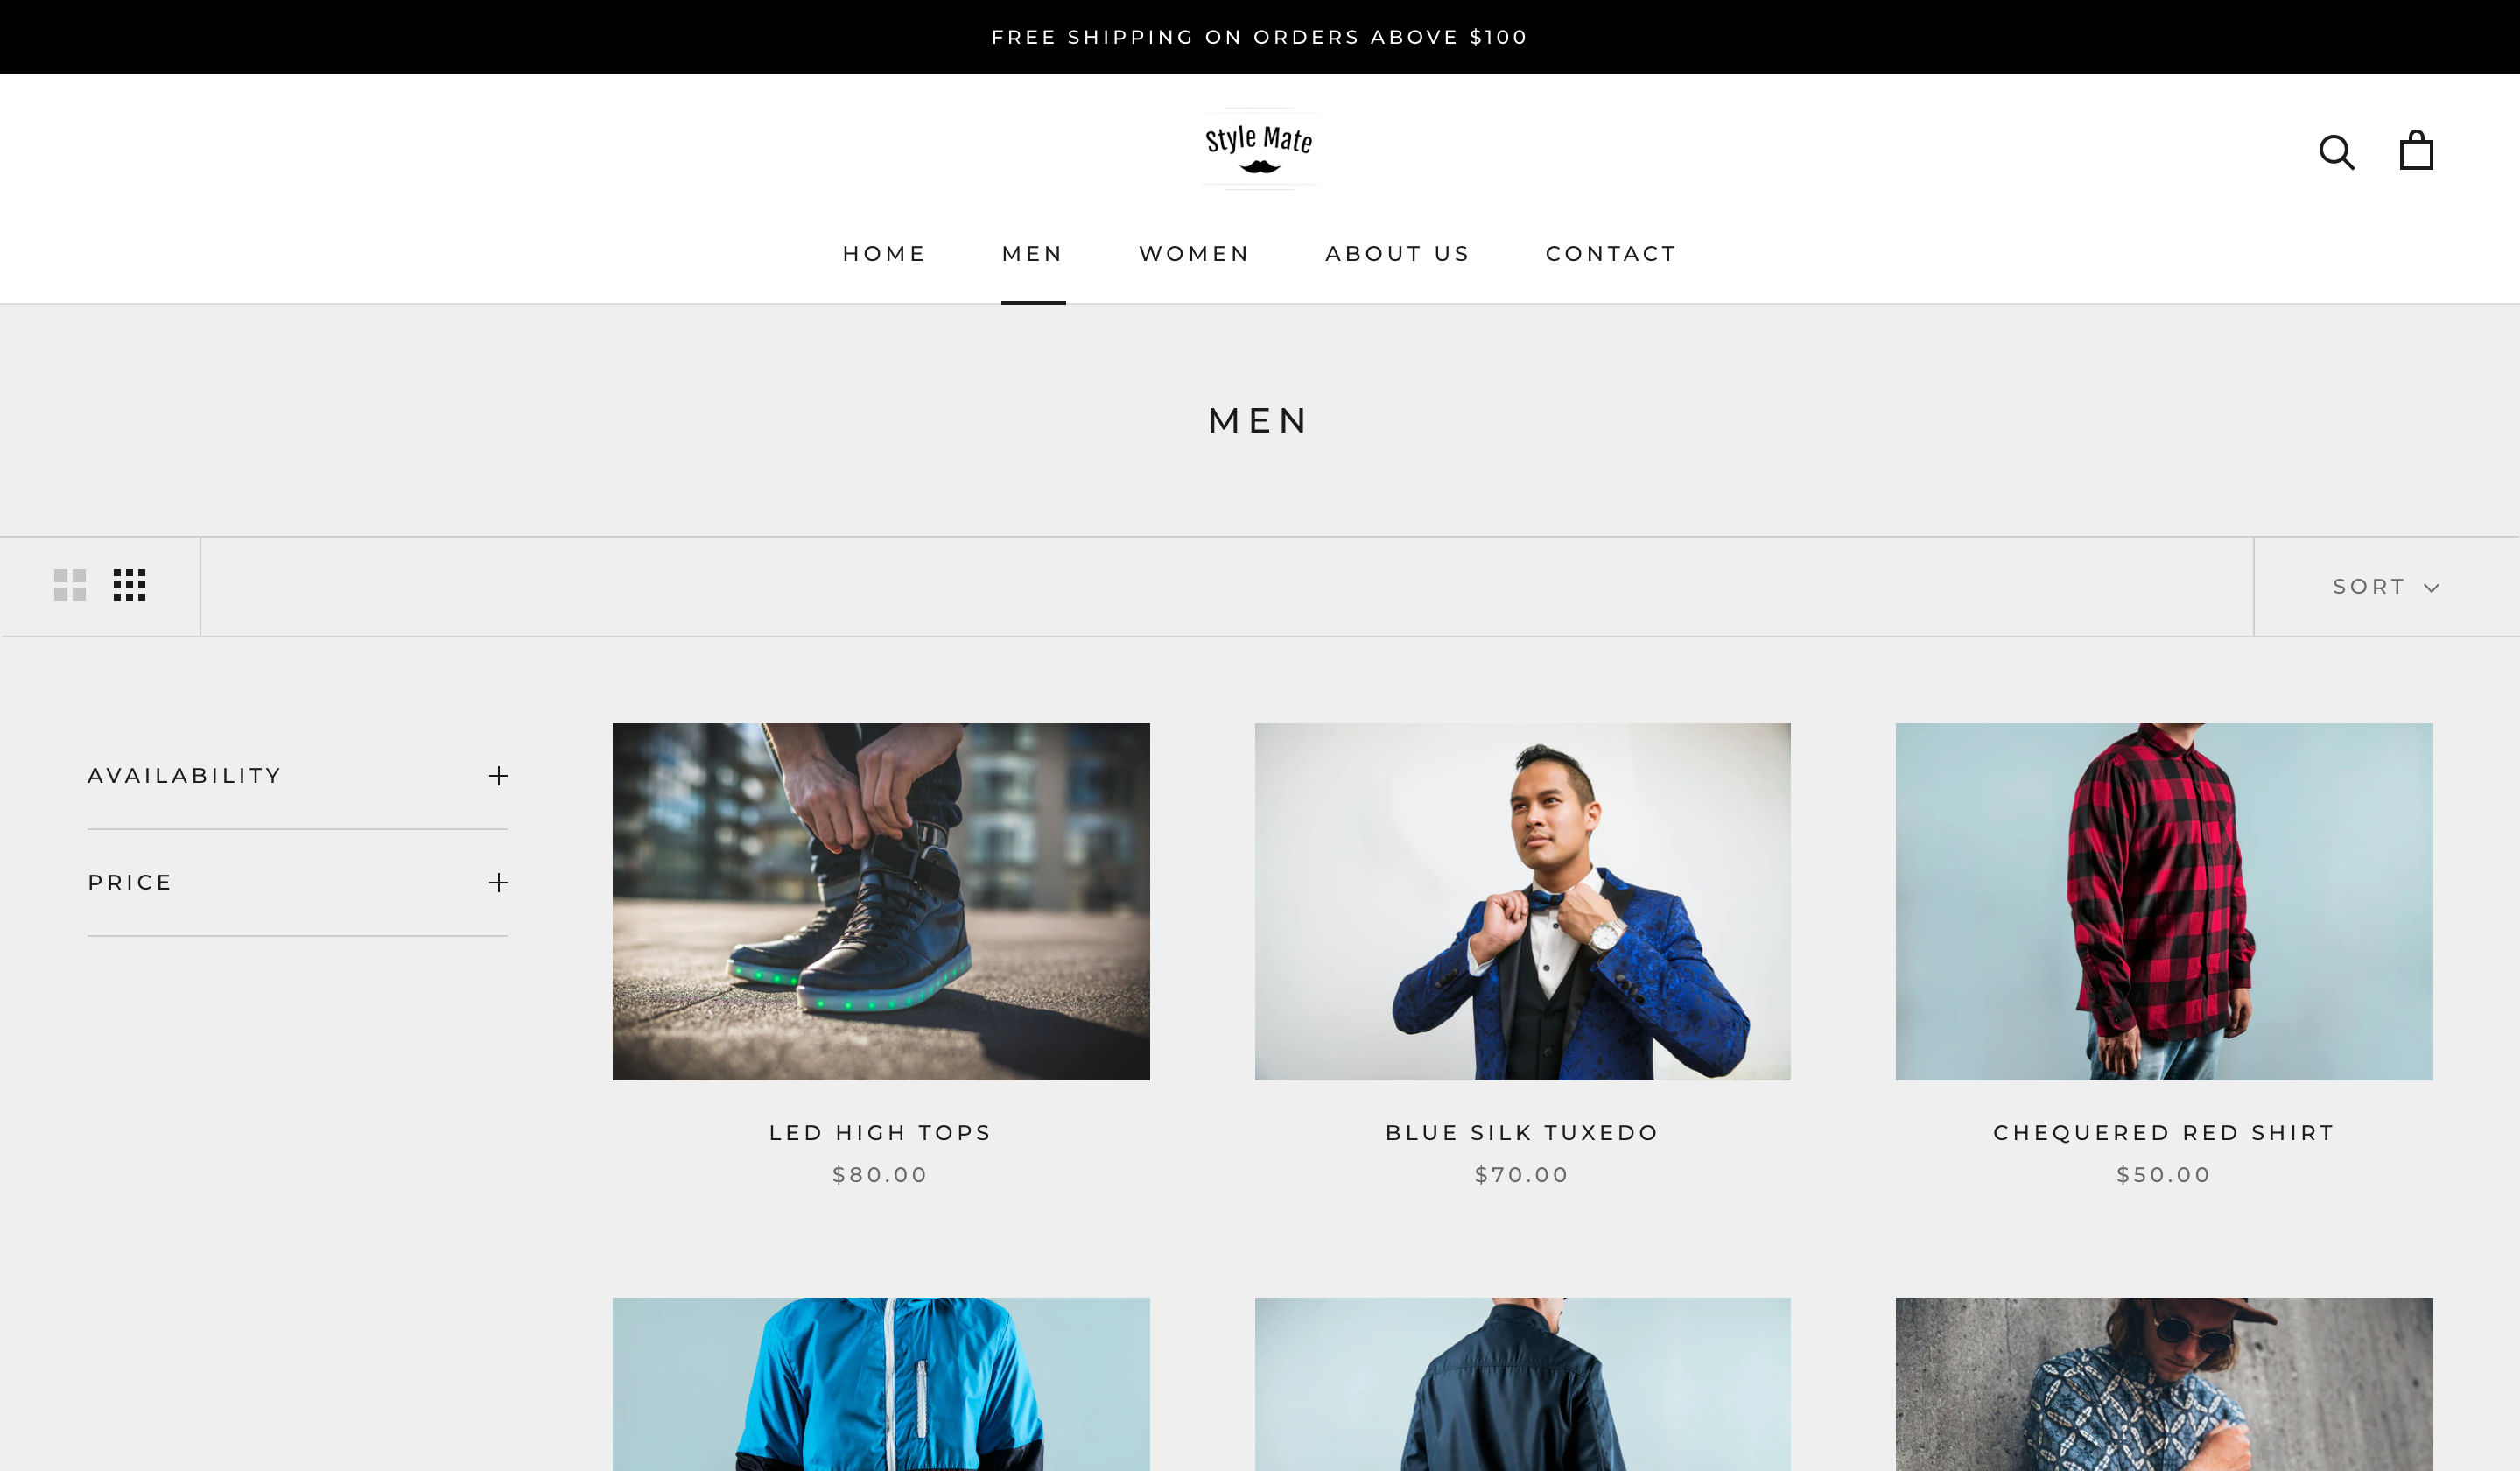 FREE SHIPPING ON ORDERS ABOVE $100
Style Mate
HOME MEN WOMEN ABOUT US CONTACT
MEN
SORT
AVAILABILITY
PRICE
LED HIGH TOPS
$80.00
BLUE SILK TUXEDO
$70.00
CHEQUERED RED SHIRT
$50.00